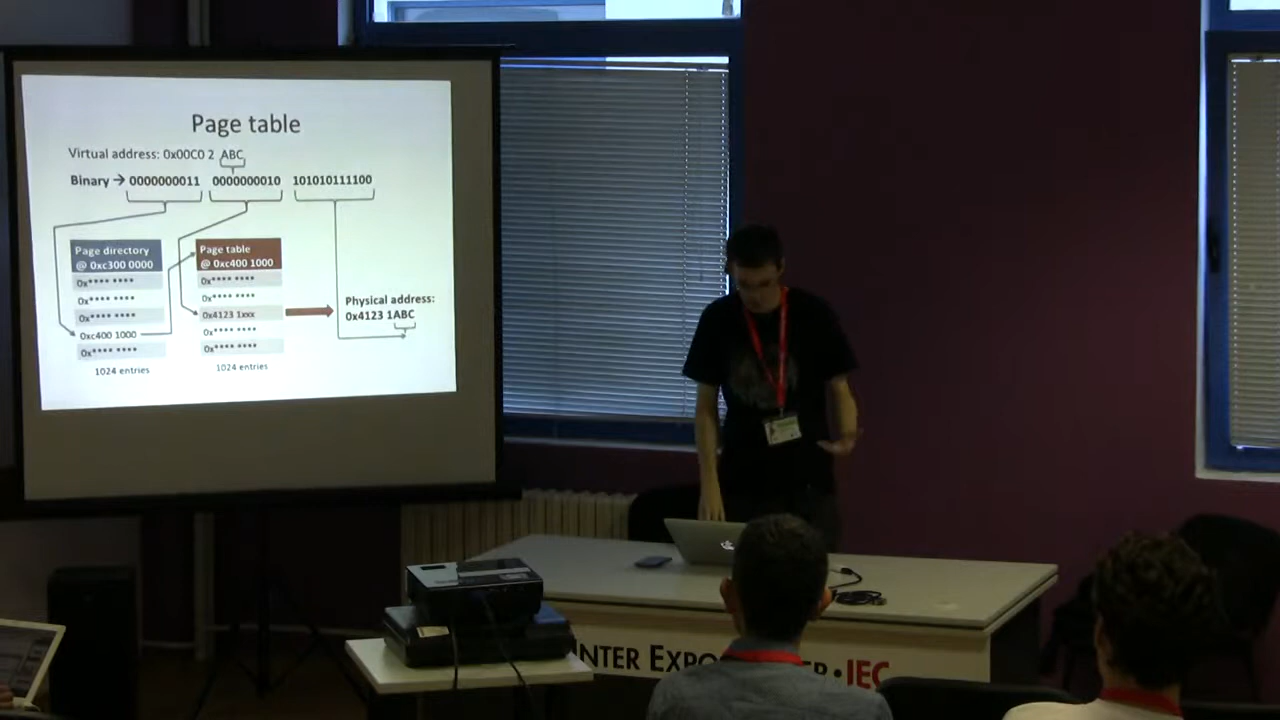 Page table
Virtual address: 0x00C0 2 ABC
Binary → 0000000011 0000000010 101010111100
Page directory
@ 0xc300 0000
0x**** ****
0x**** ****
0x**** ****
0xc400 1000
0x**** ****
1024 entries
Page table
@ 0xc400 1000
0x**** ****
0x**** ****
0x4123 1xxx
0x**** ****
0x**** ****
1024 entries
Physical address:
0x4123 1ABC
INTER EXPO ER • IEC